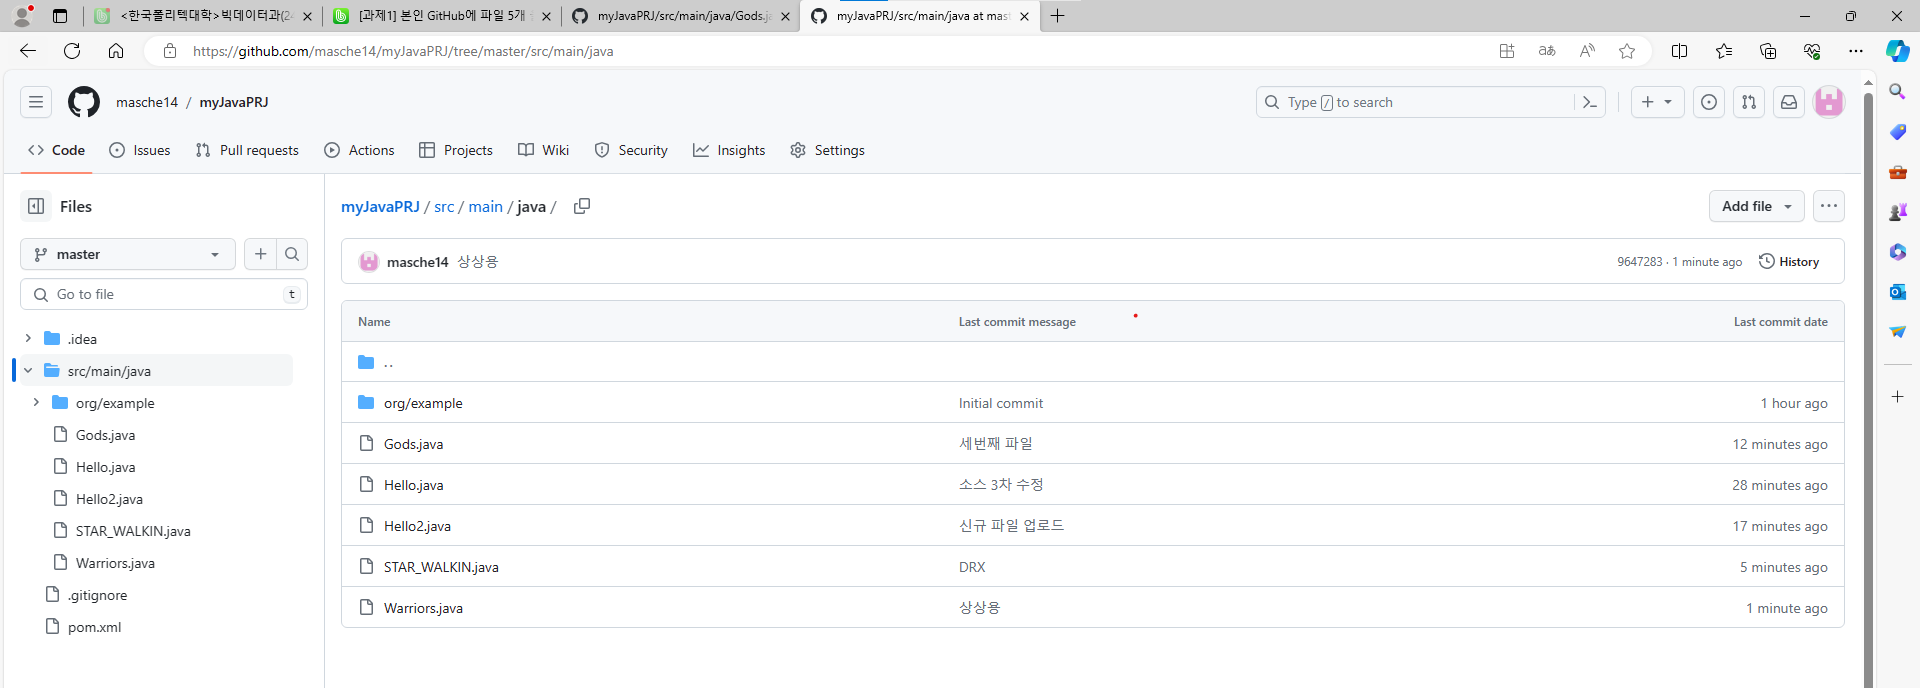 <한국폴리텍대학>빅데이터과(24
[과제1] 본인 GitHub에 파일 5개
myJavaPRJ/src/main/java/Gods.ja
myJavaPRJ/src/main/java at mast
https://github.com/masche14/myJavaPRJ/tree/master/src/main/java
masche14 / myJavaPRJ
Type / to search
Code
Issues
Pull requests
Actions
Projects
Wiki
Security
Insights
Settings
Files
myJavaPRJ / src / main / java /
Add file
master
masche14 상상용
9647283 · 1 minute ago
History
Go to file
t
Name
Last commit message
Last commit date
.idea
src/main/java
org/example
Gods.java
Hello.java
Hello2.java
STAR_WALKIN.java
Warriors.java
.gitignore
pom.xml
..
org/example Initial commit 1 hour ago
Gods.java 세번째 파일 12 minutes ago
Hello.java 소스 3차 수정 28 minutes ago
Hello2.java 신규 파일 업로드 17 minutes ago
STAR_WALKIN.java DRX 5 minutes ago
Warriors.java 상상용 1 minute ago